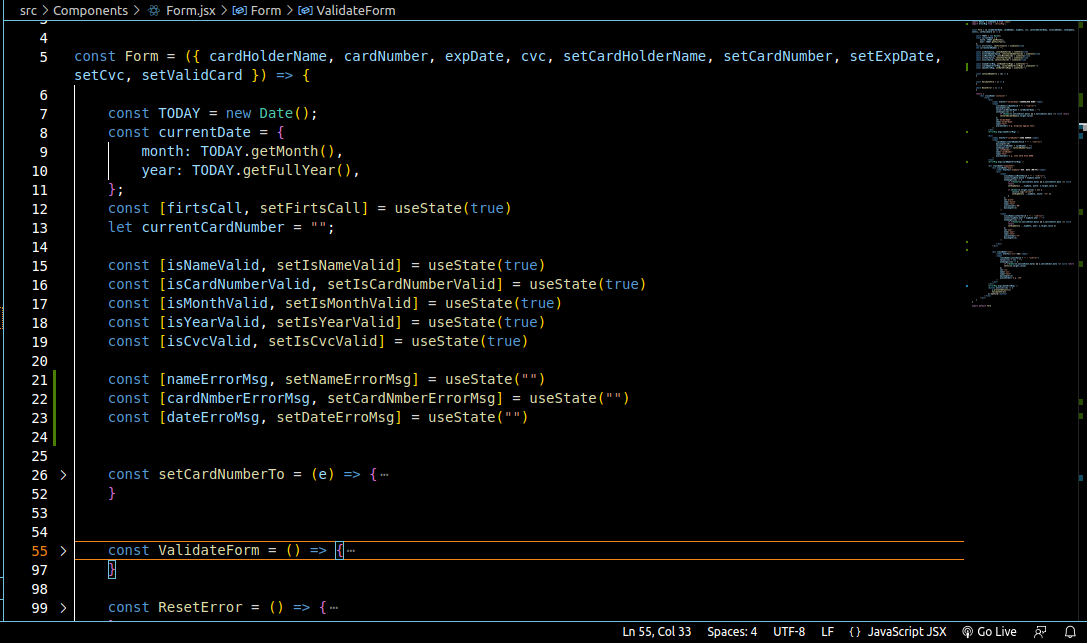 src > Components > Form.jsx > Form > ValidateForm
3
4
5 const Form = ({ cardHolderName, cardNumber, expDate, cvc, setCardHolderName, setCardNumber, setExpDate,
setCvc, setValidCard }) => {
6
7 const TODAY = new Date();
8 const currentDate = {
9 month: TODAY.getMonth(),
10 year: TODAY.getFullYear(),
11 };
12 const [firtsCall, setFirtsCall] = useState(true)
13 let currentCardNumber = "";
14
15 const [isNameValid, setIsNameValid] = useState(true)
16 const [isCardNumberValid, setIsCardNumberValid] = useState(true)
17 const [isMonthValid, setIsMonthValid] = useState(true)
18 const [isYearValid, setIsYearValid] = useState(true)
19 const [isCvcValid, setIsCvcValid] = useState(true)
20
21 const [nameErrorMsg, setNameErrorMsg] = useState("")
22 const [cardNmberErrorMsg, setCardNmberErrorMsg] = useState("")
23 const [dateErroMsg, setDateErroMsg] = useState("")
24
25
26 > const setCardNumberTo = (e) => { ⋯
52 }
53
54
55 > const ValidateForm = () => { ⋯
97 }
98
99 > const ResetError = () => { ⋯
Ln 55, Col 33 Spaces: 4 UTF-8 LF {} JavaScript JSX Go Live